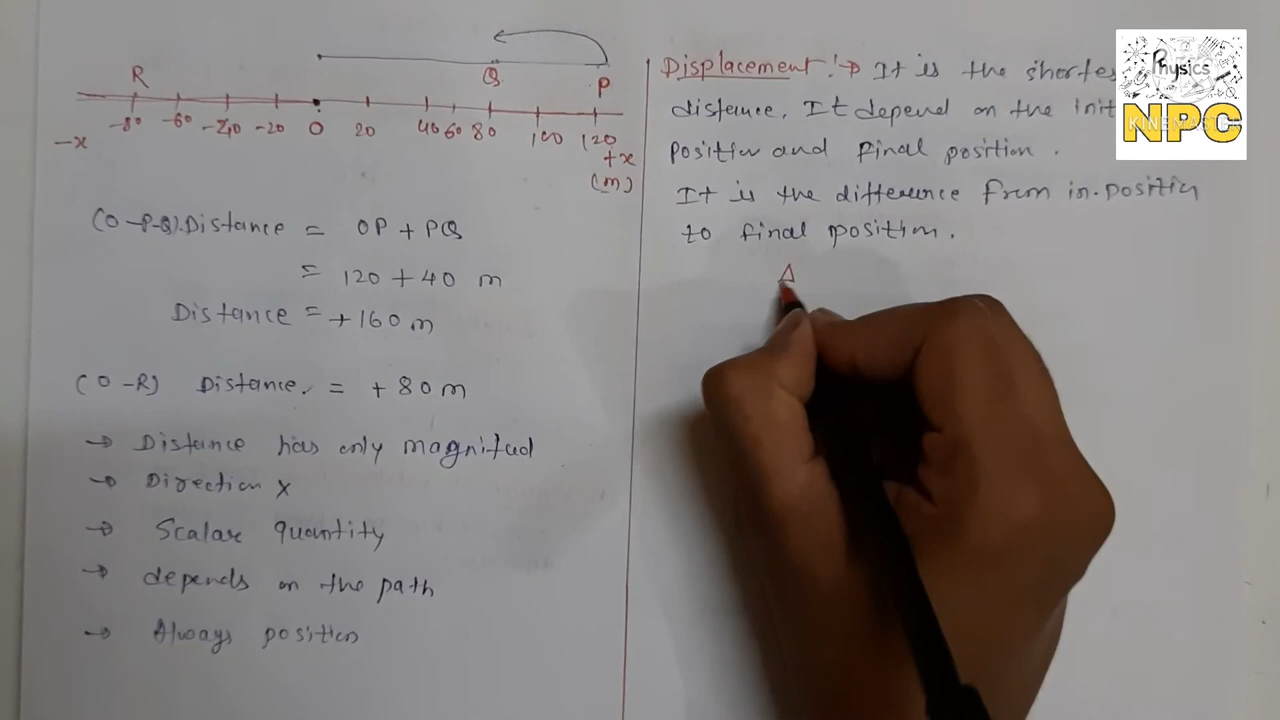 R
Q
P
-80 -60 -40 -20 0 20 40 60 80 100 120
-x
+x
(m)
(O-P-Q).Distance = OP + PQ
= 120 + 40 m
Distance = +160 m
(O-R) Distance. = + 80 m
→ Distance has only magnitud
→ Direction X
→ Scalar quantity
→ depends on the path
→ Always
Displacement :→ It is the shortes
distance. It depend on the init
position and final position.
It is the difference from in.position
to final position.
Δ
Physics
NPC
KINEMAS